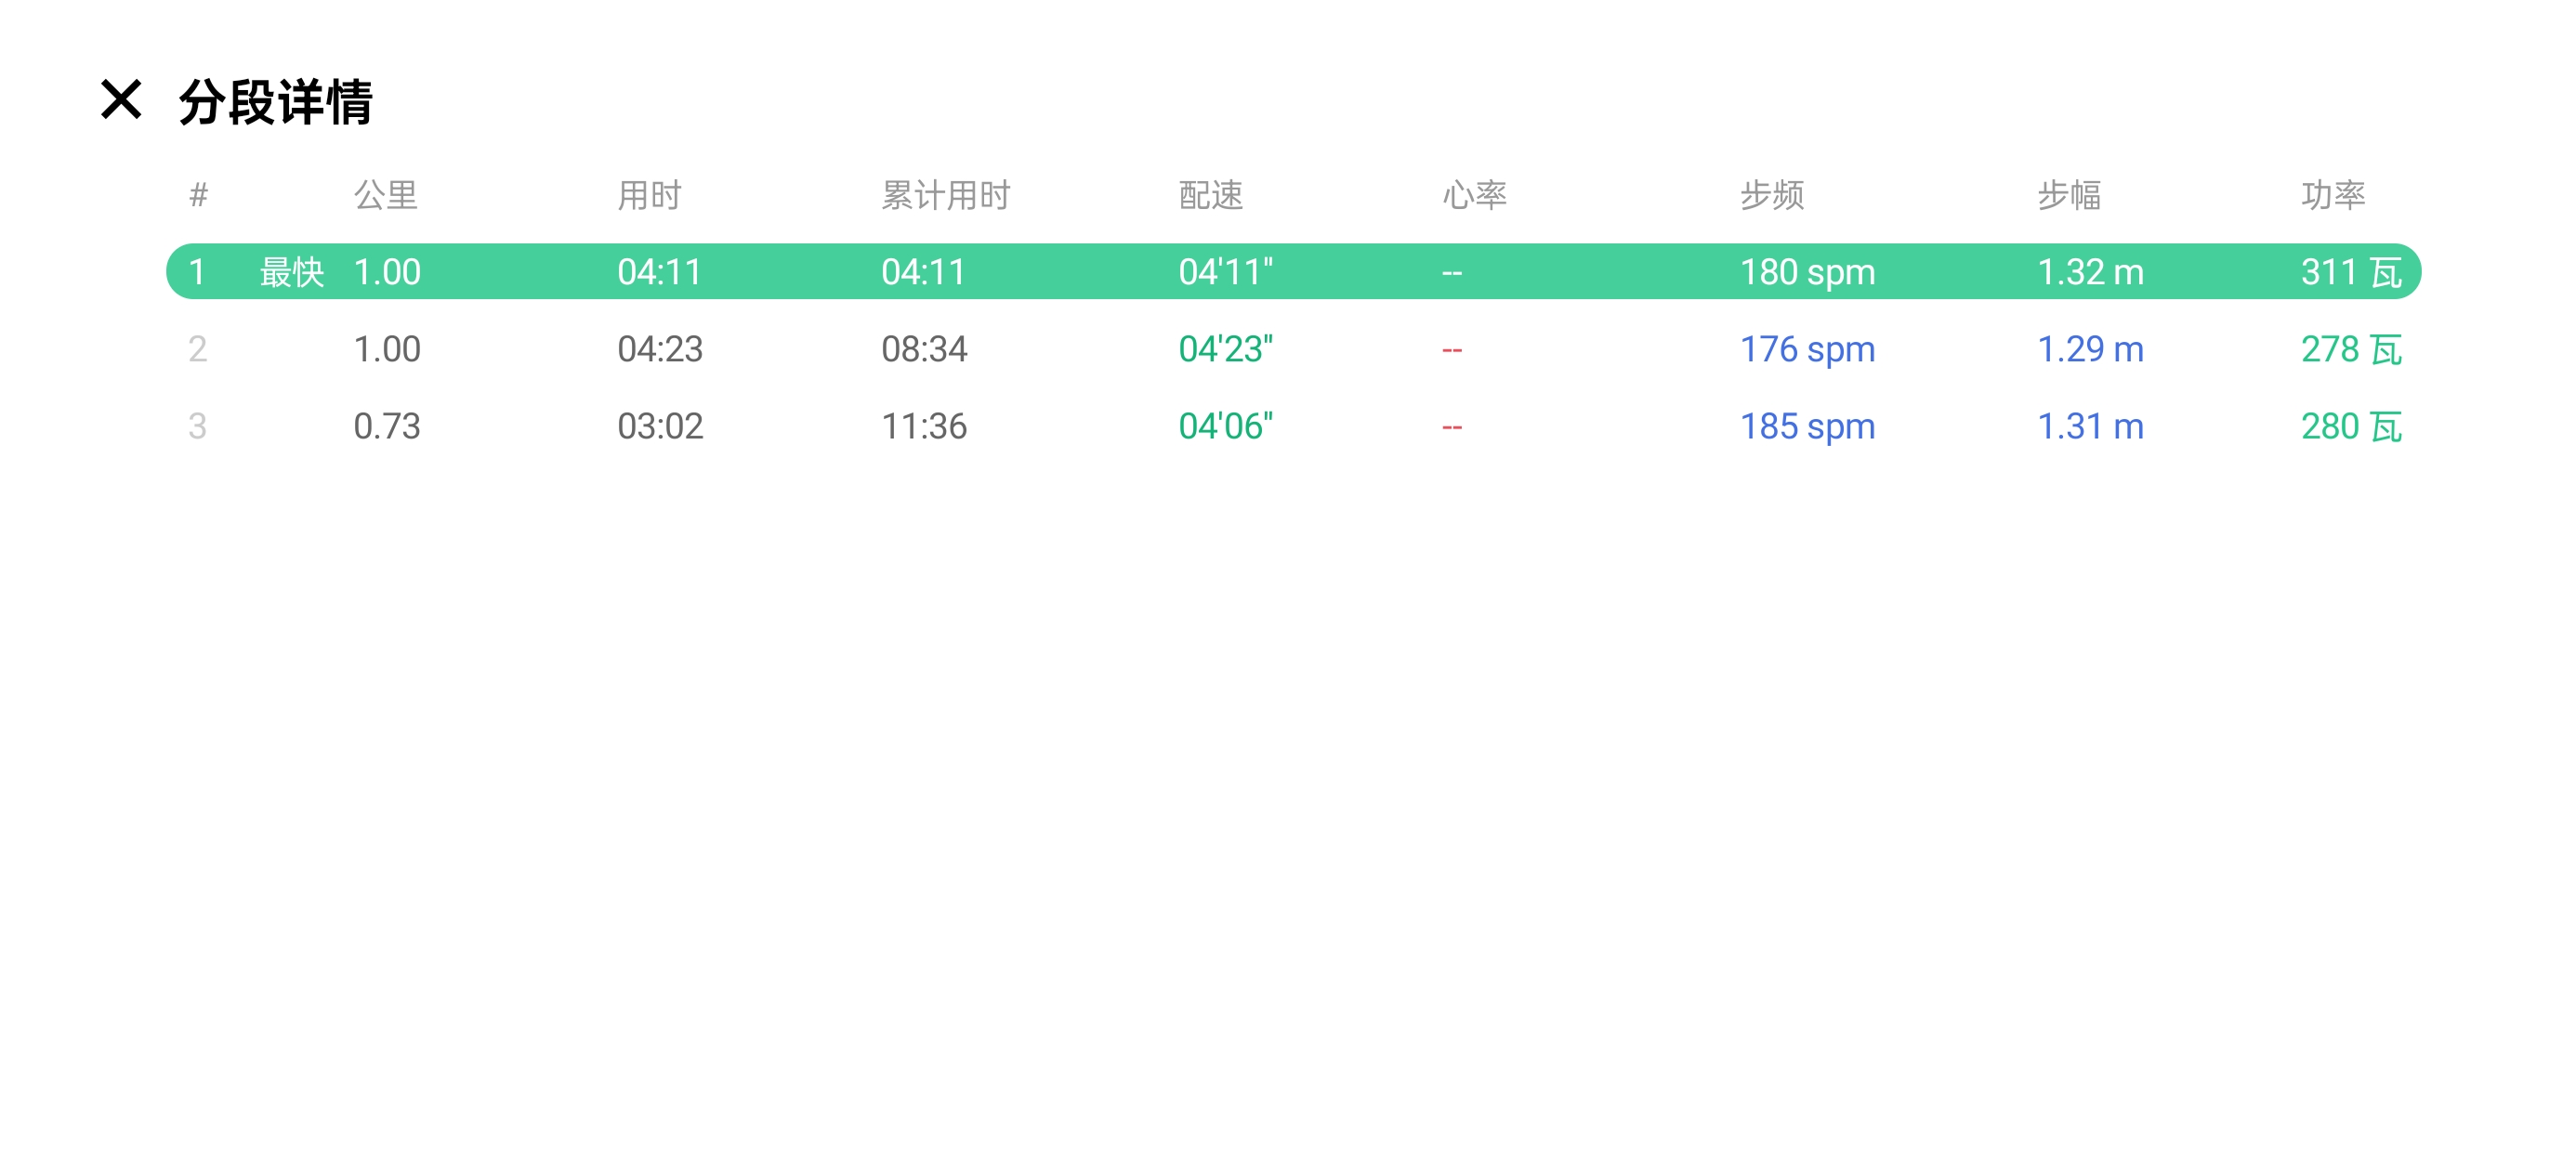 分段详情
# 公里 用时 累计用时 配速 心率 步频 步幅 功率
1 最快 1.00 04:11 04:11 04'11" -- 180 spm 1.32 m 311 瓦
2 1.00 04:23 08:34 04'23" -- 176 spm 1.29 m 278 瓦
3 0.73 03:02 11:36 04'06" -- 185 spm 1.31 m 280 瓦